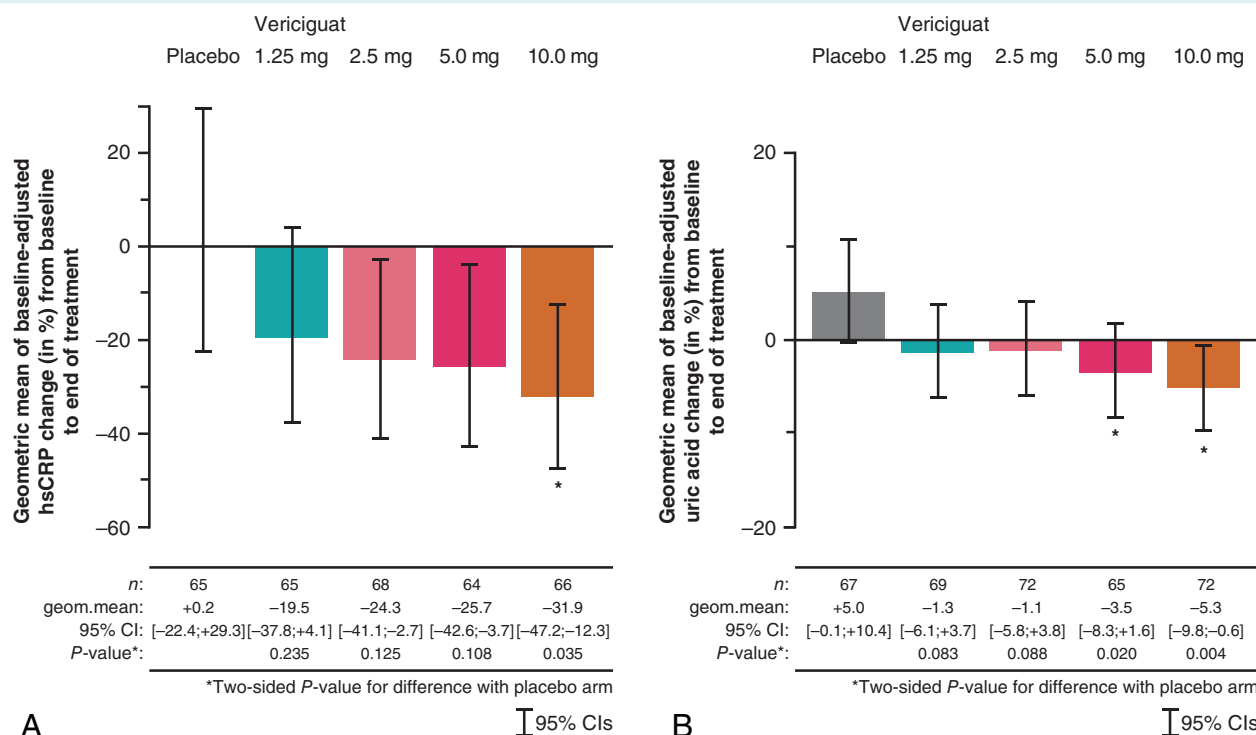 Vericiguat
Placebo 1.25 mg 2.5 mg 5.0 mg 10.0 mg
Geometric mean of baseline-adjusted
hsCRP change (in %) from baseline
to end of treatment
20
0
–20
–40
–60
*
n: 65 65 68 64 66
geom.mean: +0.2 –19.5 –24.3 –25.7 –31.9
95% CI: [–22.4;+29.3] [–37.8;+4.1] [–41.1;–2.7] [–42.6;–3.7] [–47.2;–12.3]
P-value*: 0.235 0.125 0.108 0.035
*Two-sided P-value for difference with placebo arm
A
95% CIs
Vericiguat
Placebo 1.25 mg 2.5 mg 5.0 mg 10.0 mg
Geometric mean of baseline-adjusted
uric acid change (in %) from baseline
to end of treatment
20
0
–20
*
*
67 69 72 65 72
n:
geom.mean: +5.0 –1.3 –1.1 –3.5 –5.3
95% CI: [–0.1;+10.4] [–6.1;+3.7] [–5.8;+3.8] [–8.3;+1.6] [–9.8;–0.6]
P-value*: 0.083 0.088 0.020 0.004
*Two-sided P-value for difference with placebo arm
B
95% CIs